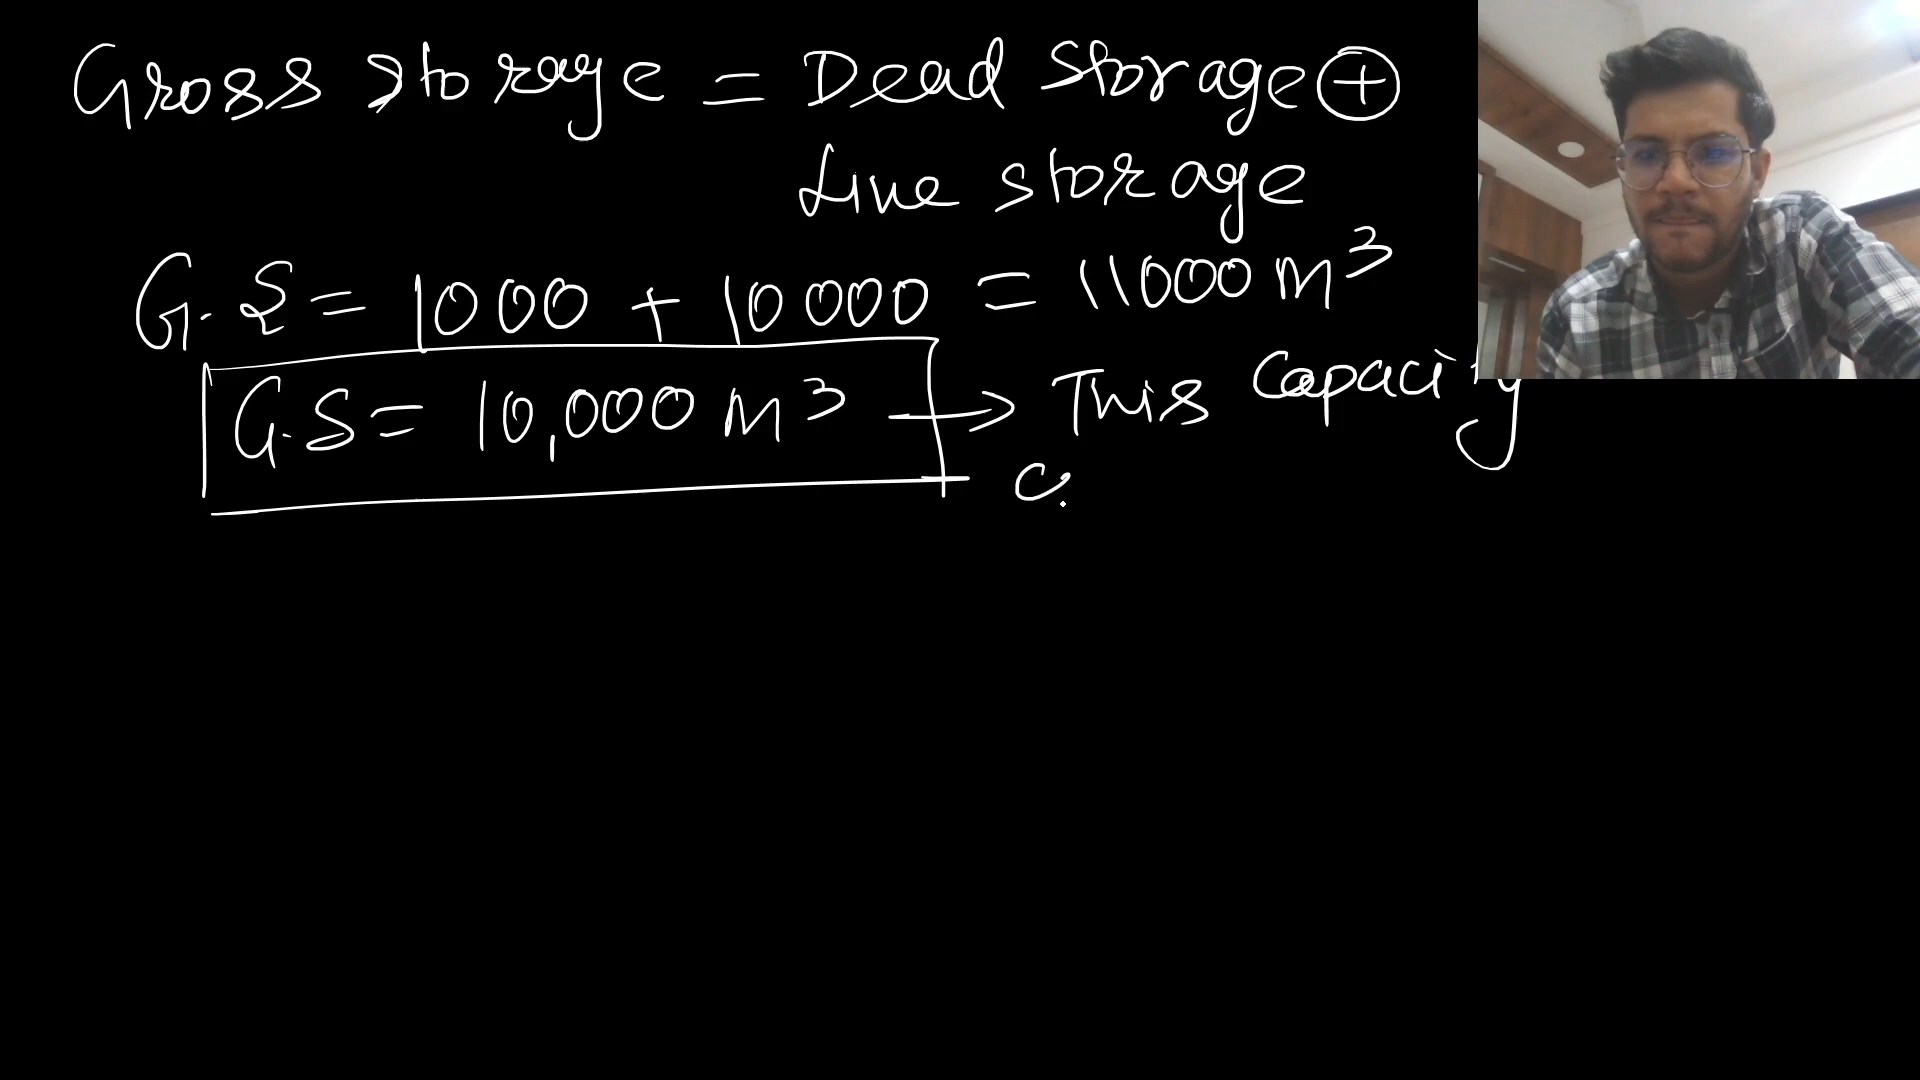 Gross storage = Dead storage ⊕
Live storage
G.S = 1000 + 10000 = 11000 m³
G.S = 10,000 m³ → This capacity
c